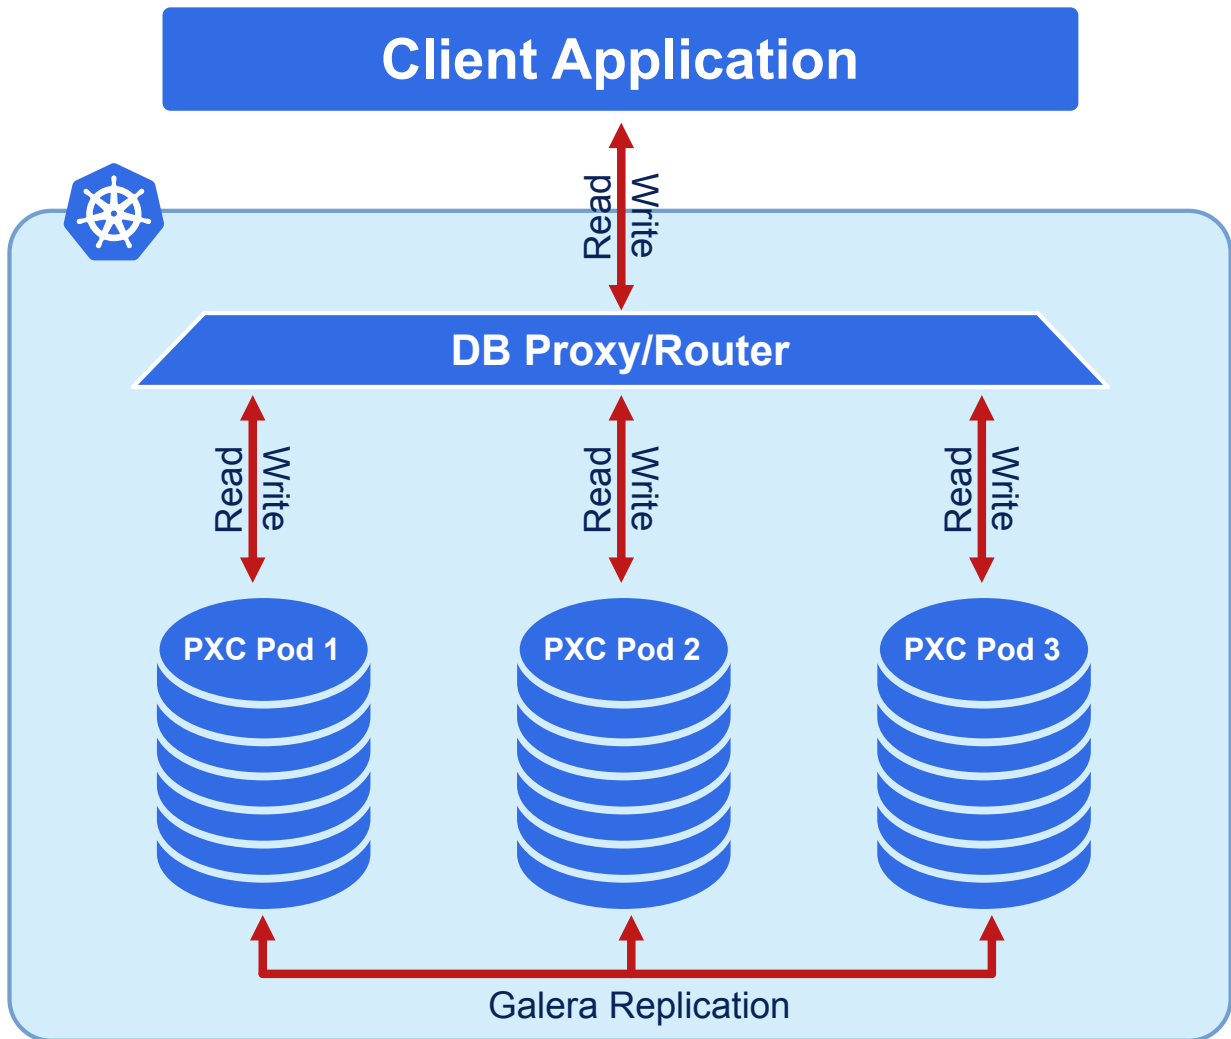 Client Application
Read
Write
DB Proxy/Router
Read
Write
Read
Write
Read
Write
PXC Pod 1
PXC Pod 2
PXC Pod 3
Galera Replication